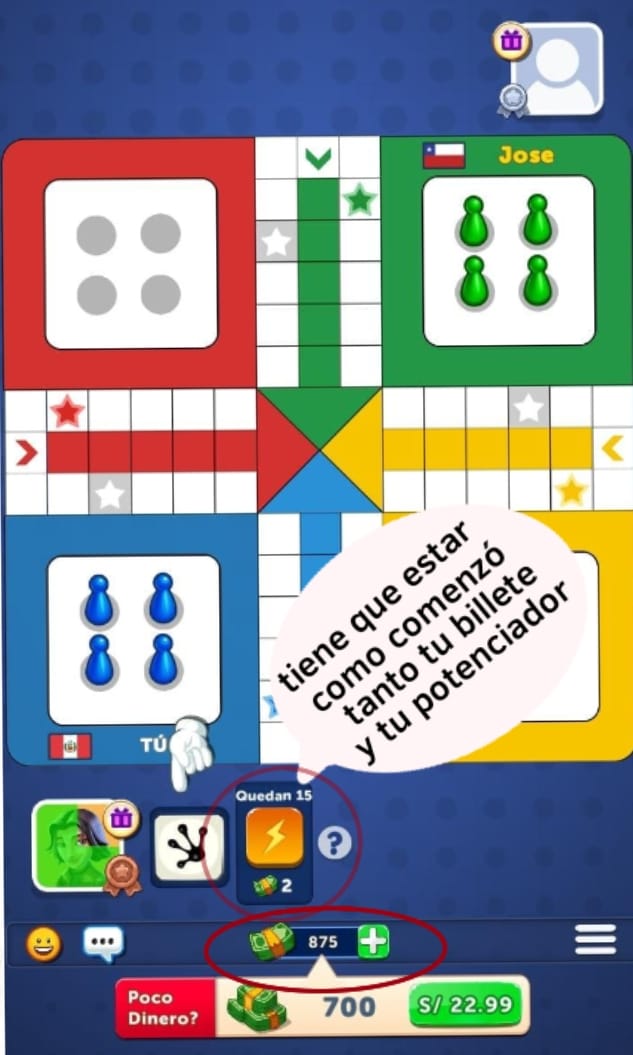 Jose
tiene que estar
como comenzó
tanto tu billete
y tu potenciador
TÚ
Quedan 15
2
?
875
Poco
Dinero?
700
S/ 22.99